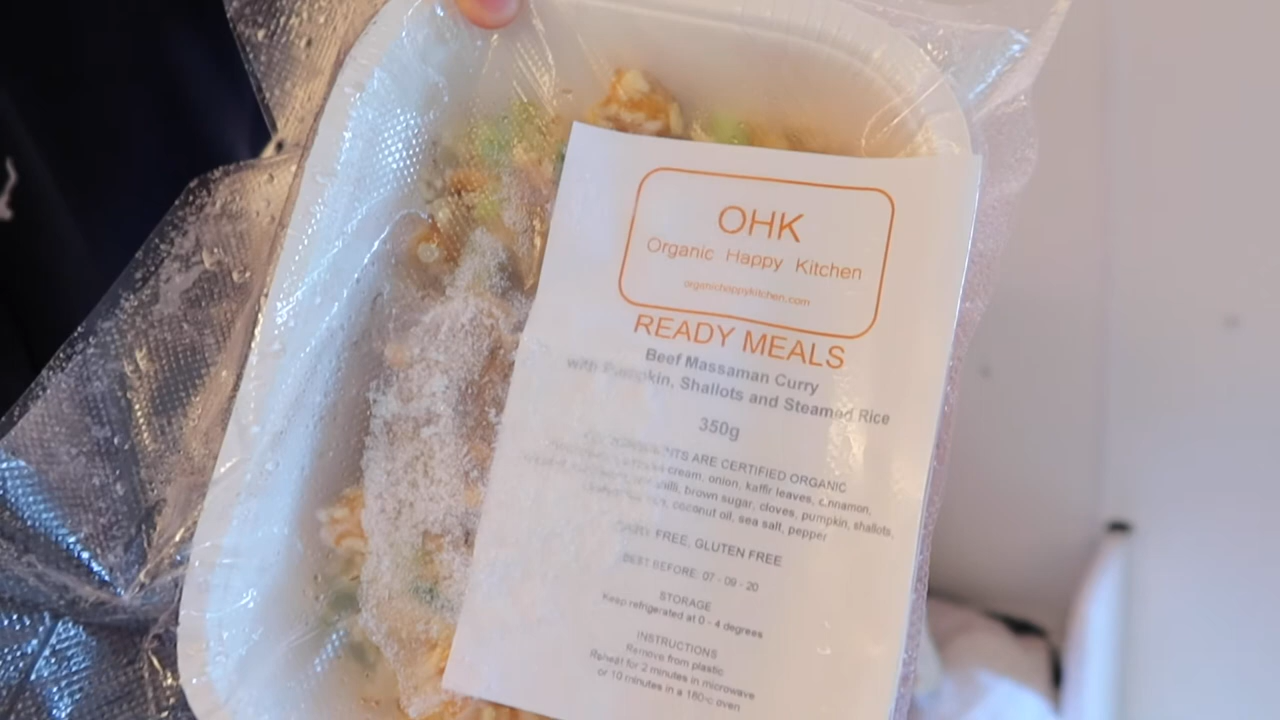 OHK
Organic Happy Kitchen
organichappykitchen.com
READY MEALS
Beef Massaman Curry
with Pumpkin, Shallots and Steamed Rice
350g
ARE CERTIFIED ORGANIC
cream, onion, kaffir leaves, cinnamon,
chilli, brown sugar, cloves, pumpkin, shallots,
coconut oil, sea salt, pepper
FREE, GLUTEN FREE
BEST BEFORE: 07 - 09 - 20
STORAGE
Keep refrigerated at 0 - 4 degrees
INSTRUCTIONS
Remove from plastic
Reheat for 2 minutes in microwave
or 10 minutes in a 180°c oven